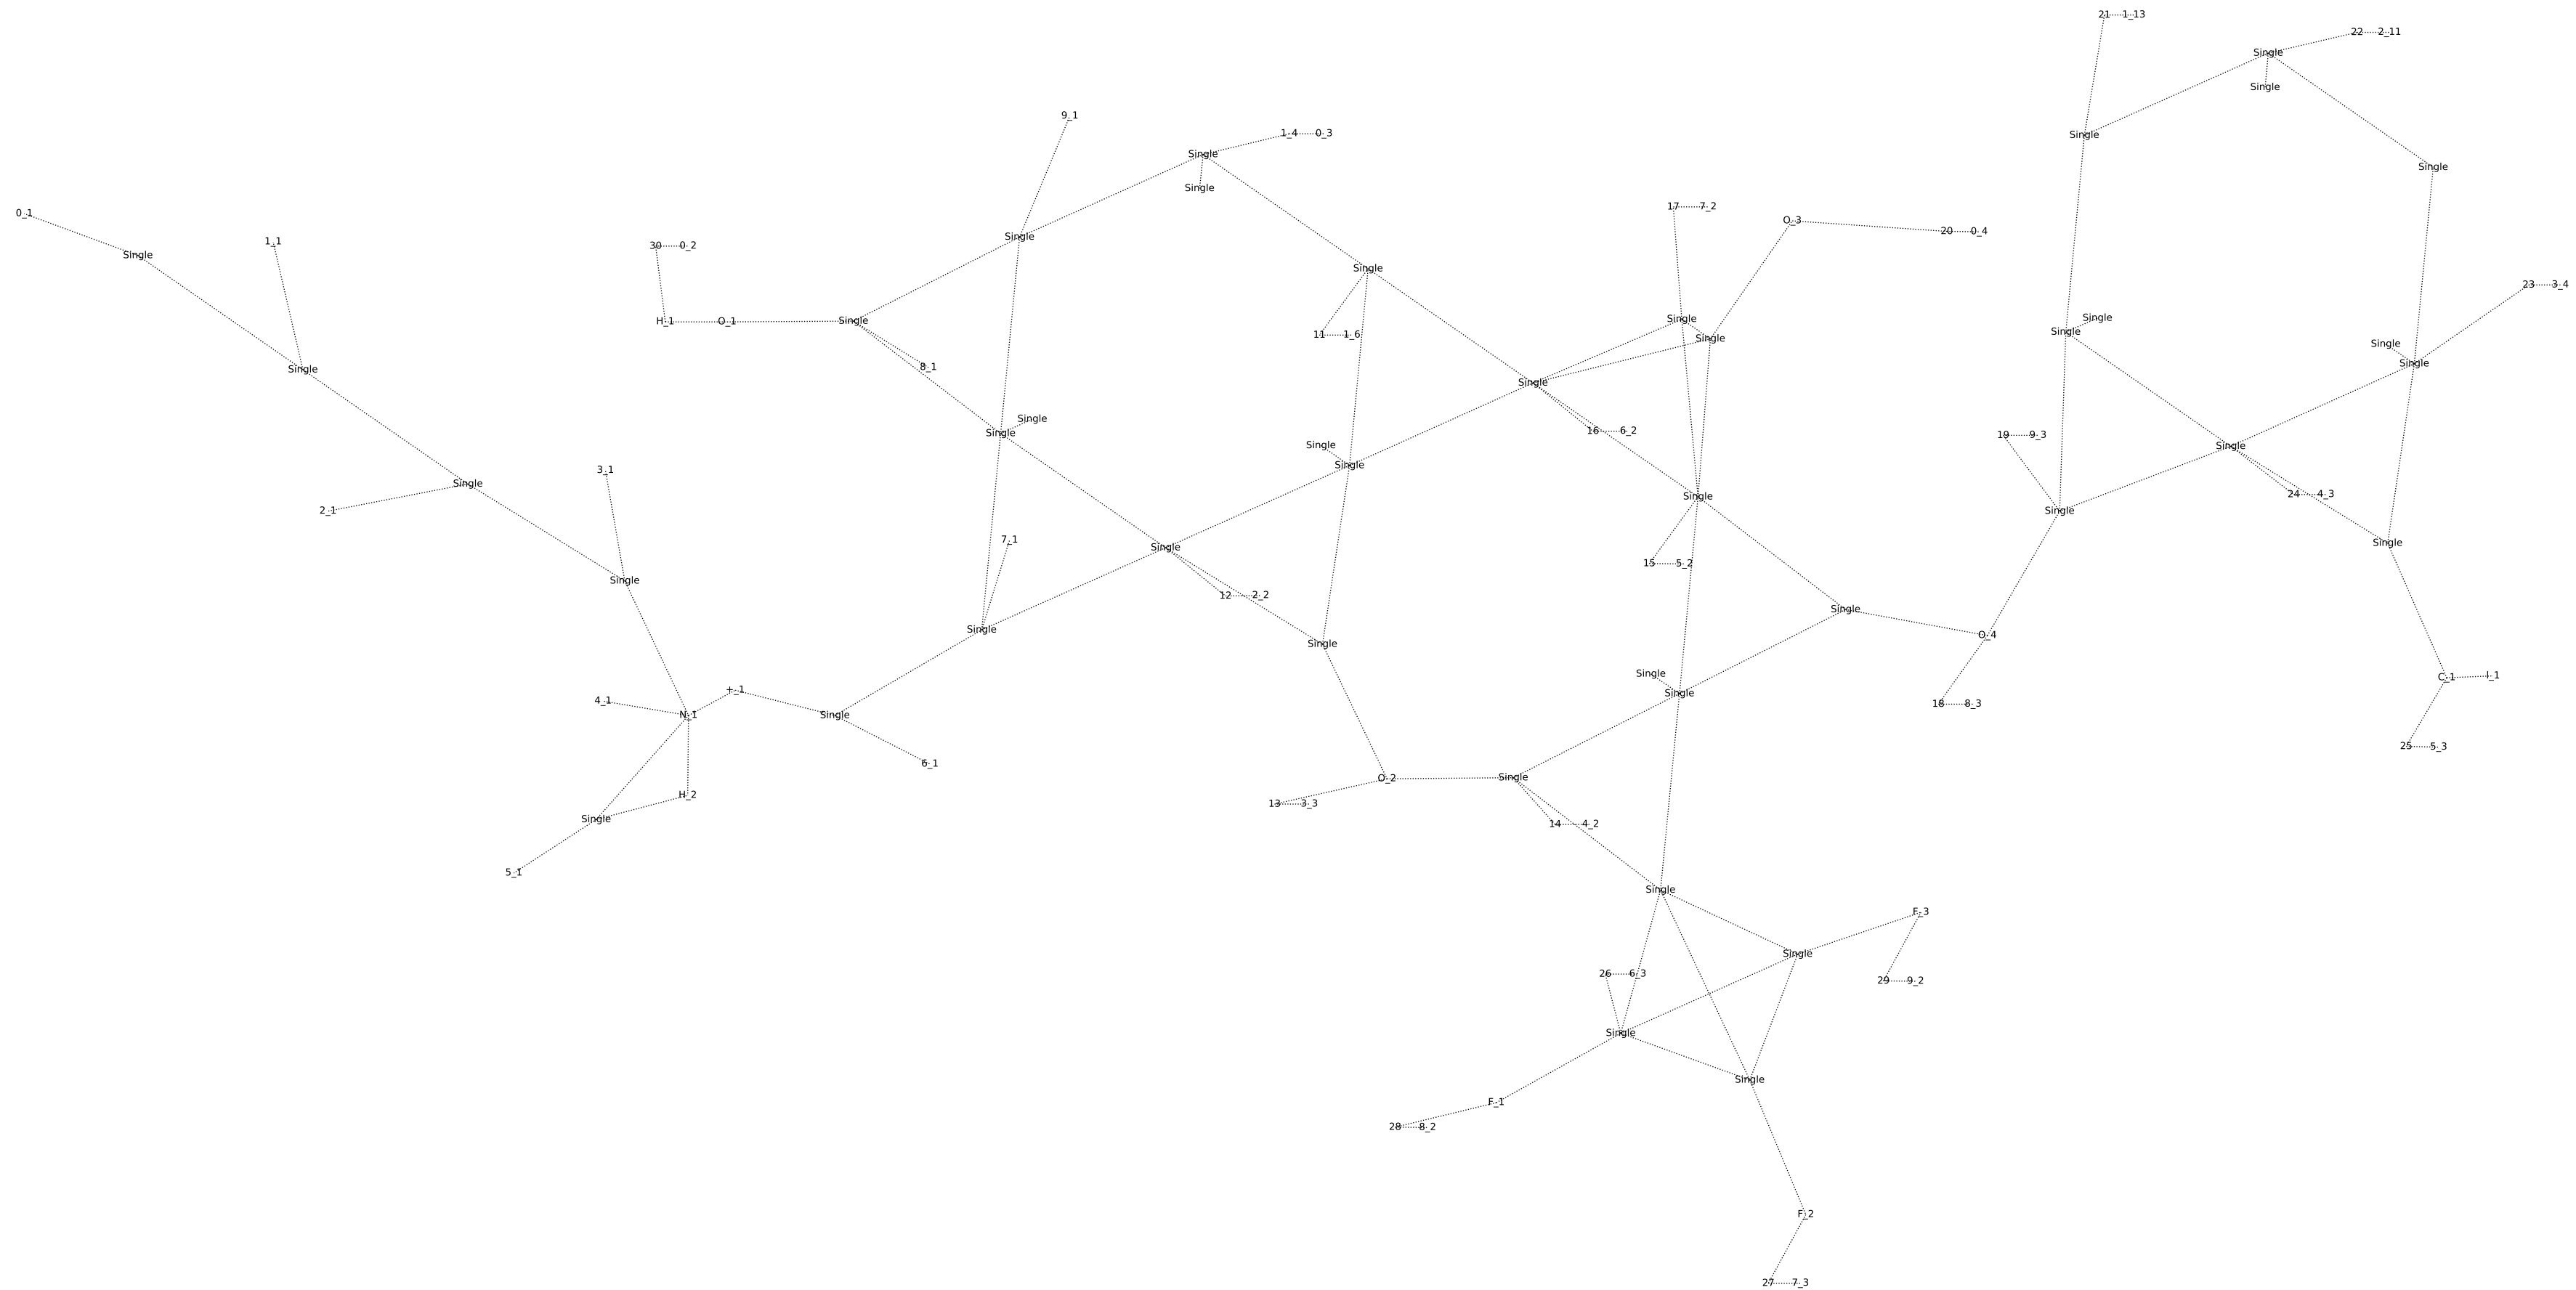 21 1_13
22 2_11
Single
Single
9_1
1_4 0_3
Single
Single
Single
Single
17 7_2
0_1
O_3
20 0_4
Single
1_1
30 0_2
Single
Single
23 3_4
H_1 O_1 Single
Single
Single
Single
11 1_6
Single
Single
Single
Single
Single
8_1
Single
Single
Single
16 6_2
19 9_3
Single
Single
Single
3_1
Single
2_1
Single
24 4_3
Single
7_1
Single
Single
15 5_2
Single
12 2_2
Single
Single
O_4
Single
Single
Single
C_1 I_1
+_1
Single
4_1
18 8_3
N_1
Single
25 5_3
6_1
O_2
Single
H_2
13 3_3
Single
14 4_2
5_1
Single
F_3
Single
26 6_3
29 9_2
Single
Single
F_1
28 8_2
F_2
27 7_3